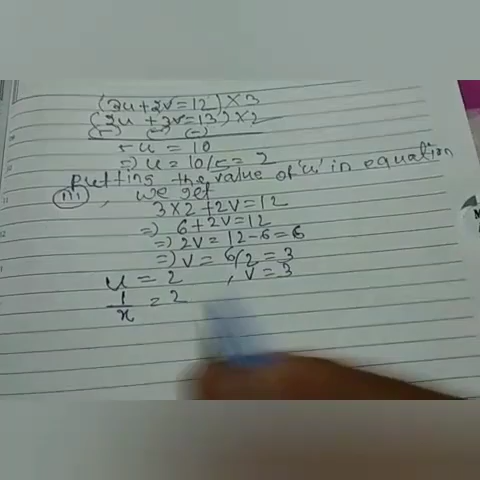 (3u+2v=12)×3
(2u+3v=13)×2
(-) (-) (-)
5u = 10
⇒ u = 10/5 = 2
Putting the value of 'u' in equation
(iii), we get
3×2+2v=12
⇒ 6+2v=12
⇒ 2v = 12-6=6
⇒ v = 6/2 = 3
u = 2 , v = 3
1/x = 2